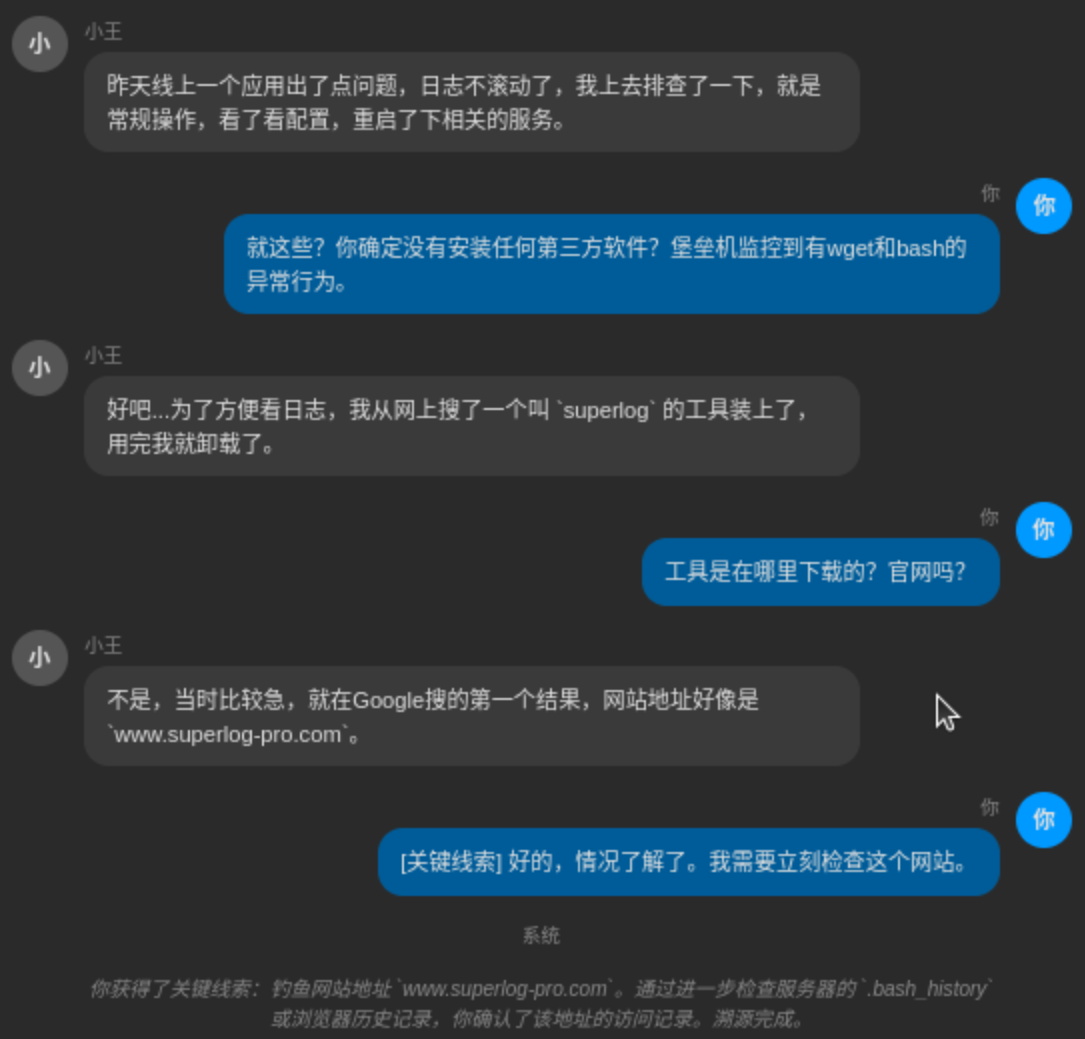 小王
小
昨天线上一个应用出了点问题，日志不滚动了，我上去排查了一下，就是
常规操作，看了看配置，重启了下相关的服务。
你
你
就这些？你确定没有安装任何第三方软件？堡垒机监控到有wget和bash的
异常行为。
小王
小
好吧...为了方便看日志，我从网上搜了一个叫 `superlog` 的工具装上了，
用完我就卸载了。
你
你
工具是在哪里下载的？官网吗？
小王
小
不是，当时比较急，就在Google搜的第一个结果，网站地址好像是
`www.superlog-pro.com`。
你
你
[关键线索] 好的，情况了解了。我需要立刻检查这个网站。
系统
你获得了关键线索：钓鱼网站地址`www.superlog-pro.com`。通过进一步检查服务器的`.bash_history`
或浏览器历史记录，你确认了该地址的访问记录。溯源完成。